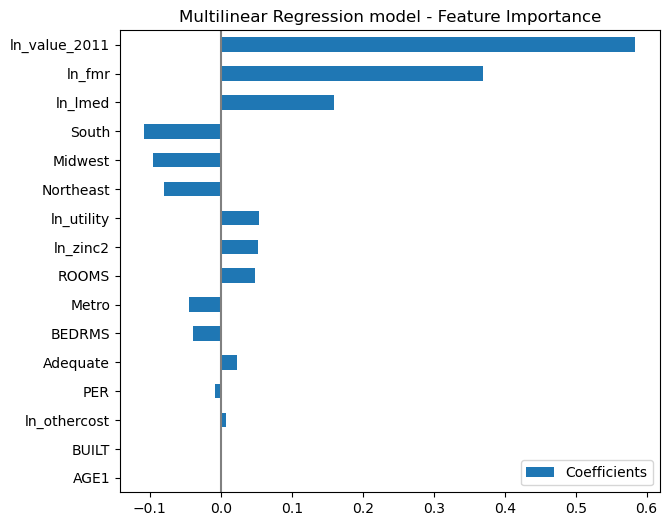 Multilinear Regression model - Feature Importance
ln_value_2011
ln_fmr
ln_lmed
South
Midwest
Northeast
ln_utility
ln_zinc2
ROOMS
Metro
BEDRMS
Adequate
PER
ln_othercost
BUILT
AGE1
Coefficients
−0.1 0.0 0.1 0.2 0.3 0.4 0.5 0.6